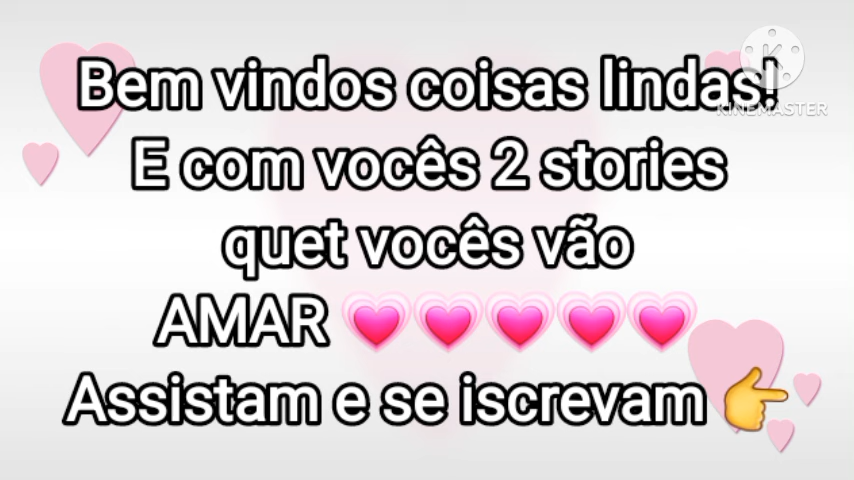 Bem vindos coisas lindas!
E com vocês 2 stories
quet vocês vão
AMAR 💗💗💗💗💗
Assistam e se iscrevam 👉
KINEMASTER